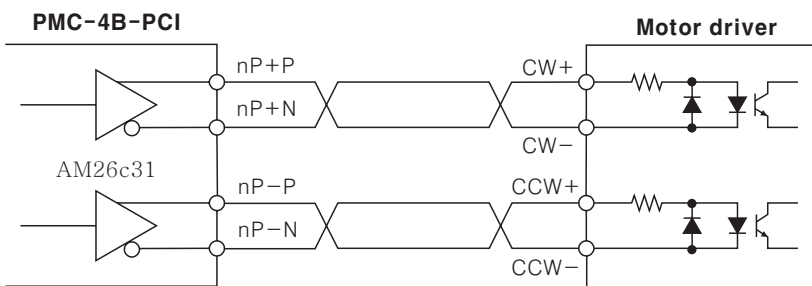 PMC-4B-PCI
Motor driver
nP+P
CW+
nP+N
CW-
AM26c31
nP-P
CCW+
nP-N
CCW-